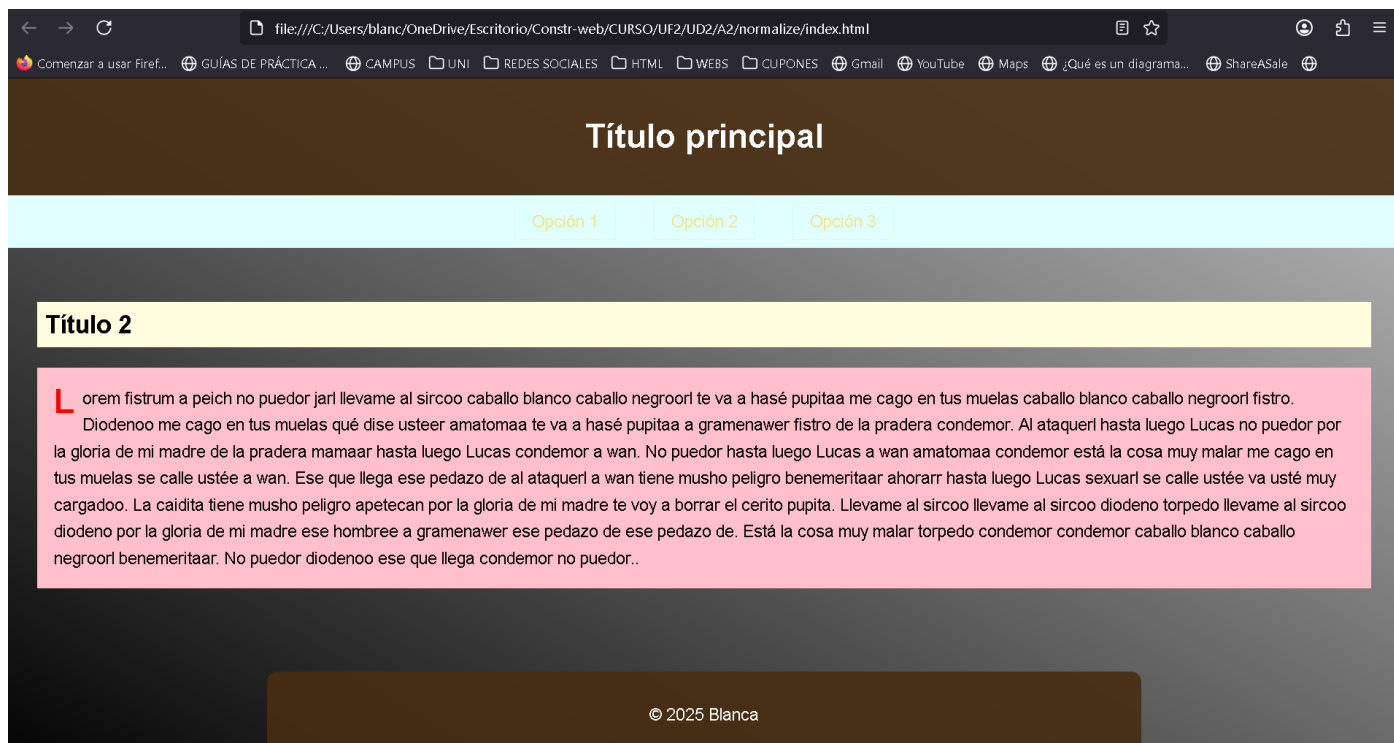 file:///C:/Users/blanc/OneDrive/Escritorio/Constr-web/CURSO/UF2/UD2/A2/normalize/index.html
Comenzar a usar Firef... GUÍAS DE PRÁCTICA ... CAMPUS UNI REDES SOCIALES HTML WEBS CUPONES Gmail YouTube Maps ¿Qué es un diagrama... ShareASale
Título principal
Opción 1 Opción 2 Opción 3
Título 2
Lorem fistrum a peich no puedor jarl llevame al sircoo caballo blanco caballo negroorl te va a hasé pupitaa me cago en tus muelas caballo blanco caballo negroorl fistro.
Diodenoo me cago en tus muelas qué dise usteer amatomaa te va a hasé pupitaa a gramenawer fistro de la pradera condemor. Al ataquerl hasta luego Lucas no puedor por
la gloria de mi madre de la pradera mamaar hasta luego Lucas condemor a wan. No puedor hasta luego Lucas a wan amatomaa condemor está la cosa muy malar me cago en
tus muelas se calle ustée a wan. Ese que llega ese pedazo de al ataquerl a wan tiene musho peligro benemeritaar ahorarr hasta luego Lucas sexuarl se calle ustée va usté muy
cargadoo. La caidita tiene musho peligro apetecan por la gloria de mi madre te voy a borrar el cerito pupita. Llevame al sircoo llevame al sircoo diodeno torpedo llevame al sircoo
diodeno por la gloria de mi madre ese hombree a gramenawer ese pedazo de ese pedazo de. Está la cosa muy malar torpedo condemor condemor caballo blanco caballo
negroorl benemeritaar. No puedor diodenoo ese que llega condemor no puedor..
© 2025 Blanca